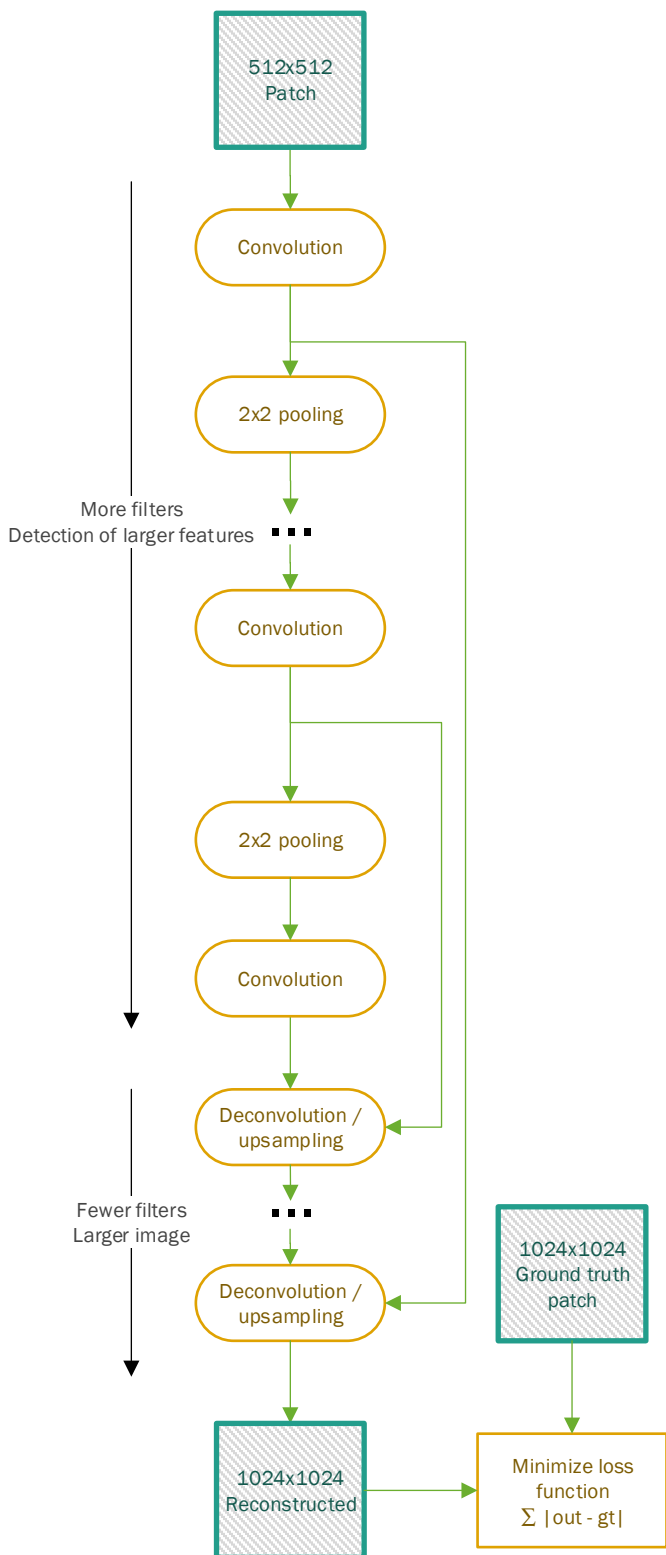 512x512
Patch
Convolution
2x2 pooling
More filters
Detection of larger features
...
Convolution
2x2 pooling
Convolution
Deconvolution /
upsampling
Fewer filters
Larger image
...
Deconvolution /
upsampling
1024x1024
Ground truth
patch
1024x1024
Reconstructed
Minimize loss
function
Σ |out - gt|